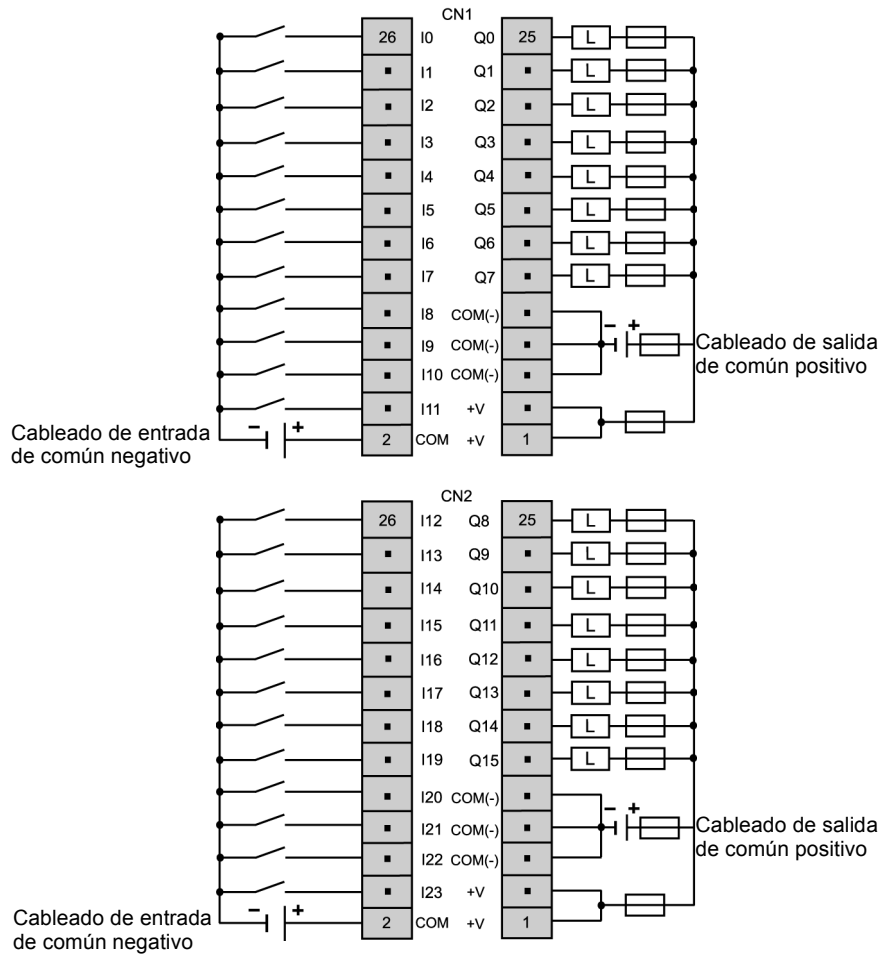 CN1
26 I0 Q0 25 L
I1 Q1 L
I2 Q2 L
I3 Q3 L
I4 Q4 L
I5 Q5 L
I6 Q6 L
I7 Q7 L
I8 COM(-)
I9 COM(-)
I10 COM(-)
I11 +V
2 COM +V 1
- +
Cableado de salida
de común positivo
- +
Cableado de entrada
de común negativo
CN2
26 I12 Q8 25 L
I13 Q9 L
I14 Q10 L
I15 Q11 L
I16 Q12 L
I17 Q13 L
I18 Q14 L
I19 Q15 L
I20 COM(-)
I21 COM(-)
I22 COM(-)
I23 +V
2 COM +V 1
- +
Cableado de salida
de común positivo
- +
Cableado de entrada
de común negativo